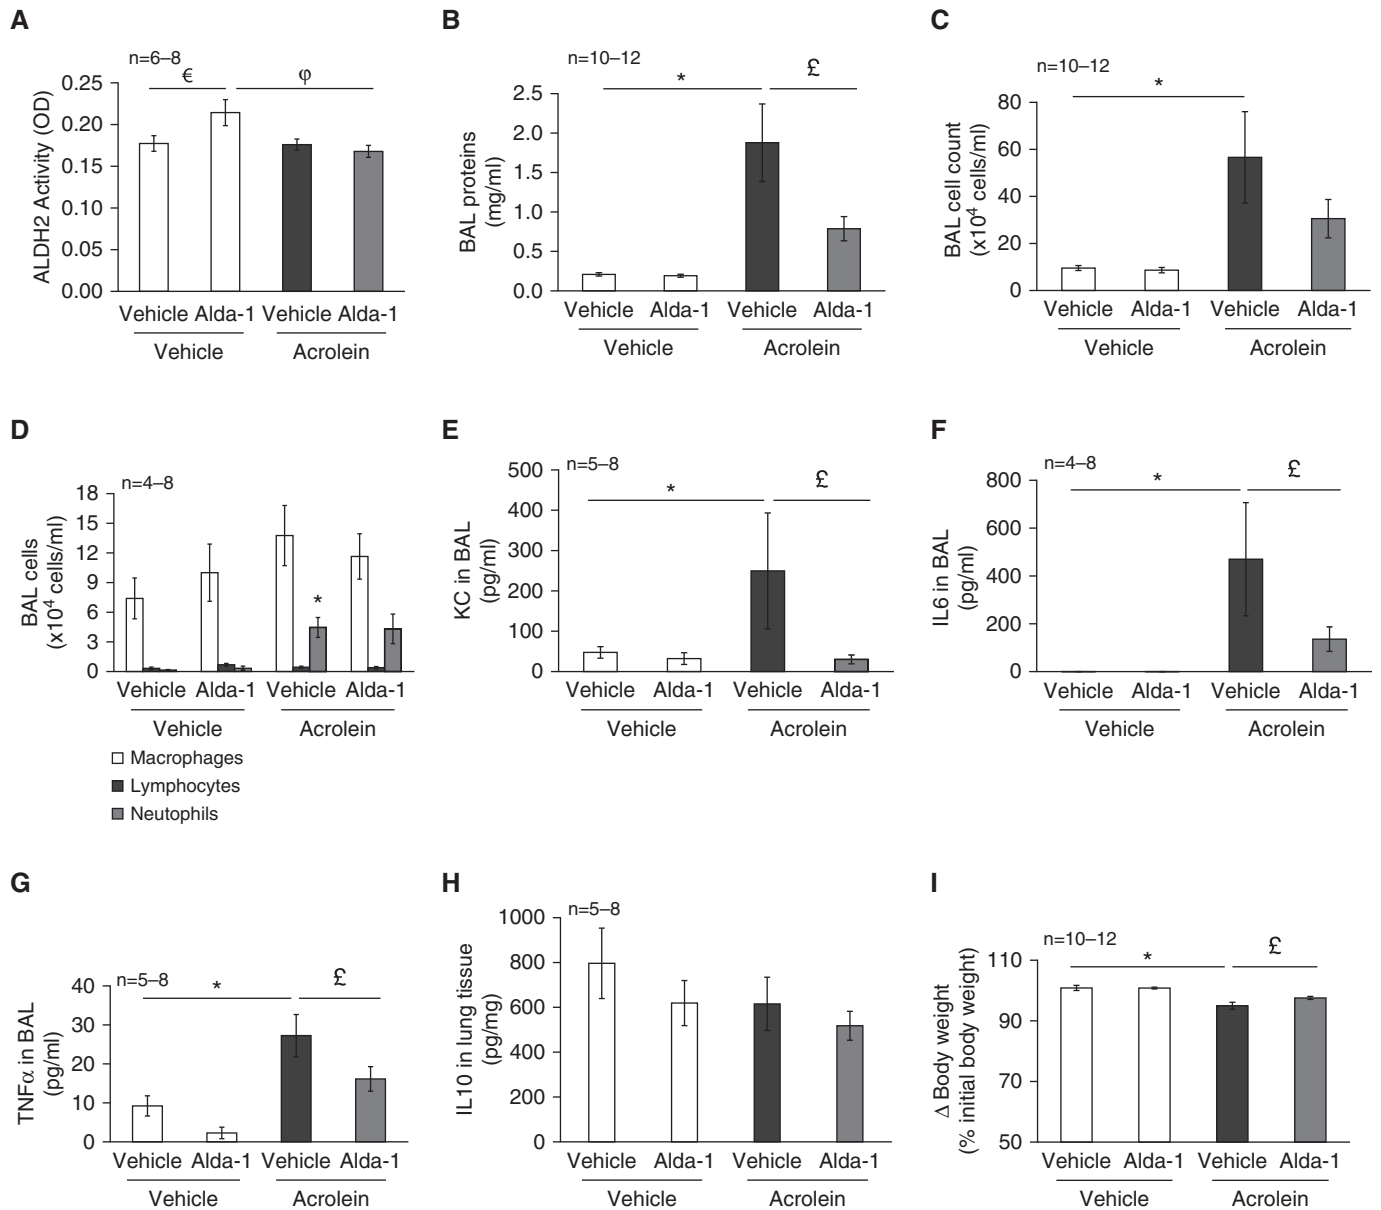 A
n=6–8
€
φ
ALDH2 Activity (OD)
0.25
0.20
0.15
0.10
0.05
0.00
Vehicle Alda-1 Vehicle Alda-1
Vehicle Acrolein
B
n=10–12
*
£
BAL proteins
(mg/ml)
2.5
2.0
1.5
1.0
0.5
0.0
Vehicle Alda-1 Vehicle Alda-1
Vehicle Acrolein
C
n=10–12
*
BAL cell count
(x10⁴ cells/ml)
80
60
40
20
0
Vehicle Alda-1 Vehicle Alda-1
Vehicle Acrolein
D
n=4–8
BAL cells
(x10⁴ cells/ml)
18
15
12
9
6
3
0
*
Vehicle Alda-1 Vehicle Alda-1
Vehicle Acrolein
Macrophages
Lymphocytes
Neutophils
E
n=5–8
*
£
KC in BAL
(pg/ml)
500
400
300
200
100
0
Vehicle Alda-1 Vehicle Alda-1
Vehicle Acrolein
F
n=4–8
*
£
IL6 in BAL
(pg/ml)
800
600
400
200
0
Vehicle Alda-1 Vehicle Alda-1
Vehicle Acrolein
G
n=5–8
*
£
TNFα in BAL
(pg/ml)
40
30
20
10
0
Vehicle Alda-1 Vehicle Alda-1
Vehicle Acrolein
H
n=5–8
IL10 in lung tissue
(pg/mg)
1000
800
600
400
200
0
Vehicle Alda-1 Vehicle Alda-1
Vehicle Acrolein
I
n=10–12
*
£
Δ Body weight
(% initial body weight)
110
90
70
50
Vehicle Alda-1 Vehicle Alda-1
Vehicle Acrolein